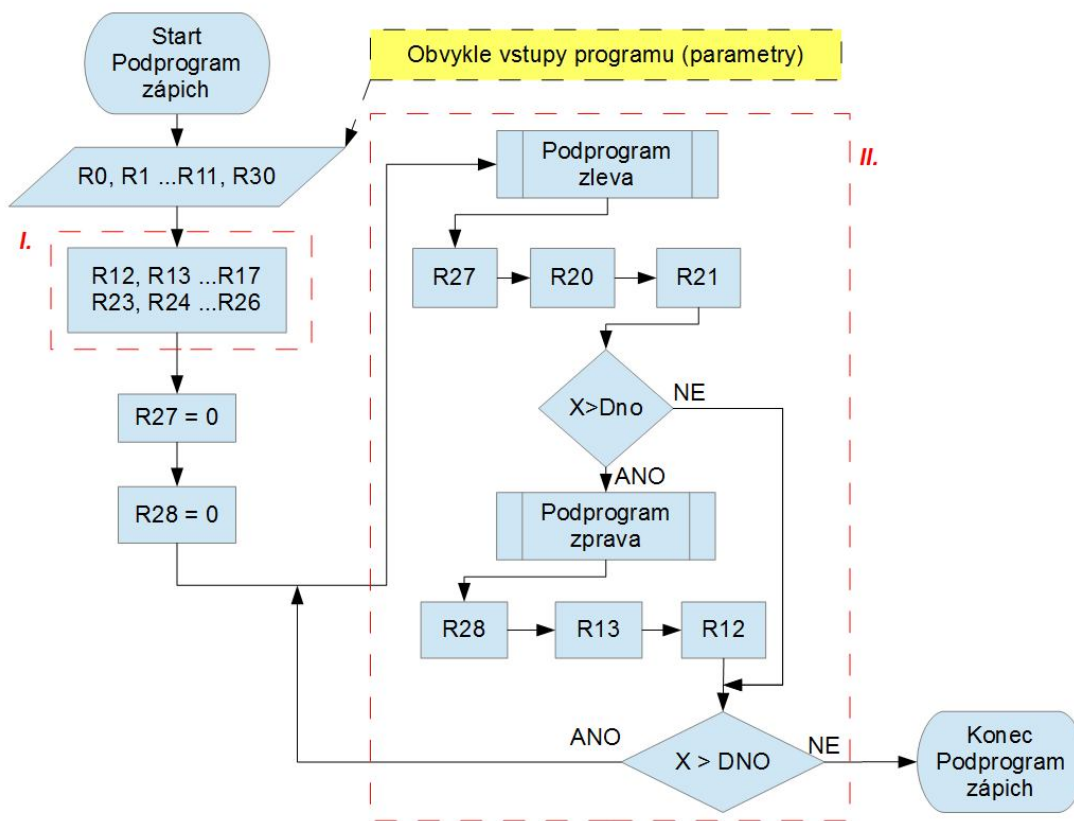 Start
Podprogram
zápich
Obvykle vstupy programu (parametry)
R0, R1 ...R11, R30
I.
R12, R13 ...R17
R23, R24 ...R26
R27 = 0
R28 = 0
II.
Podprogram
zleva
R27
R20
R21
X>Dno
NE
ANO
Podprogram
zprava
R28
R13
R12
X > DNO
ANO
NE
Konec
Podprogram
zápich